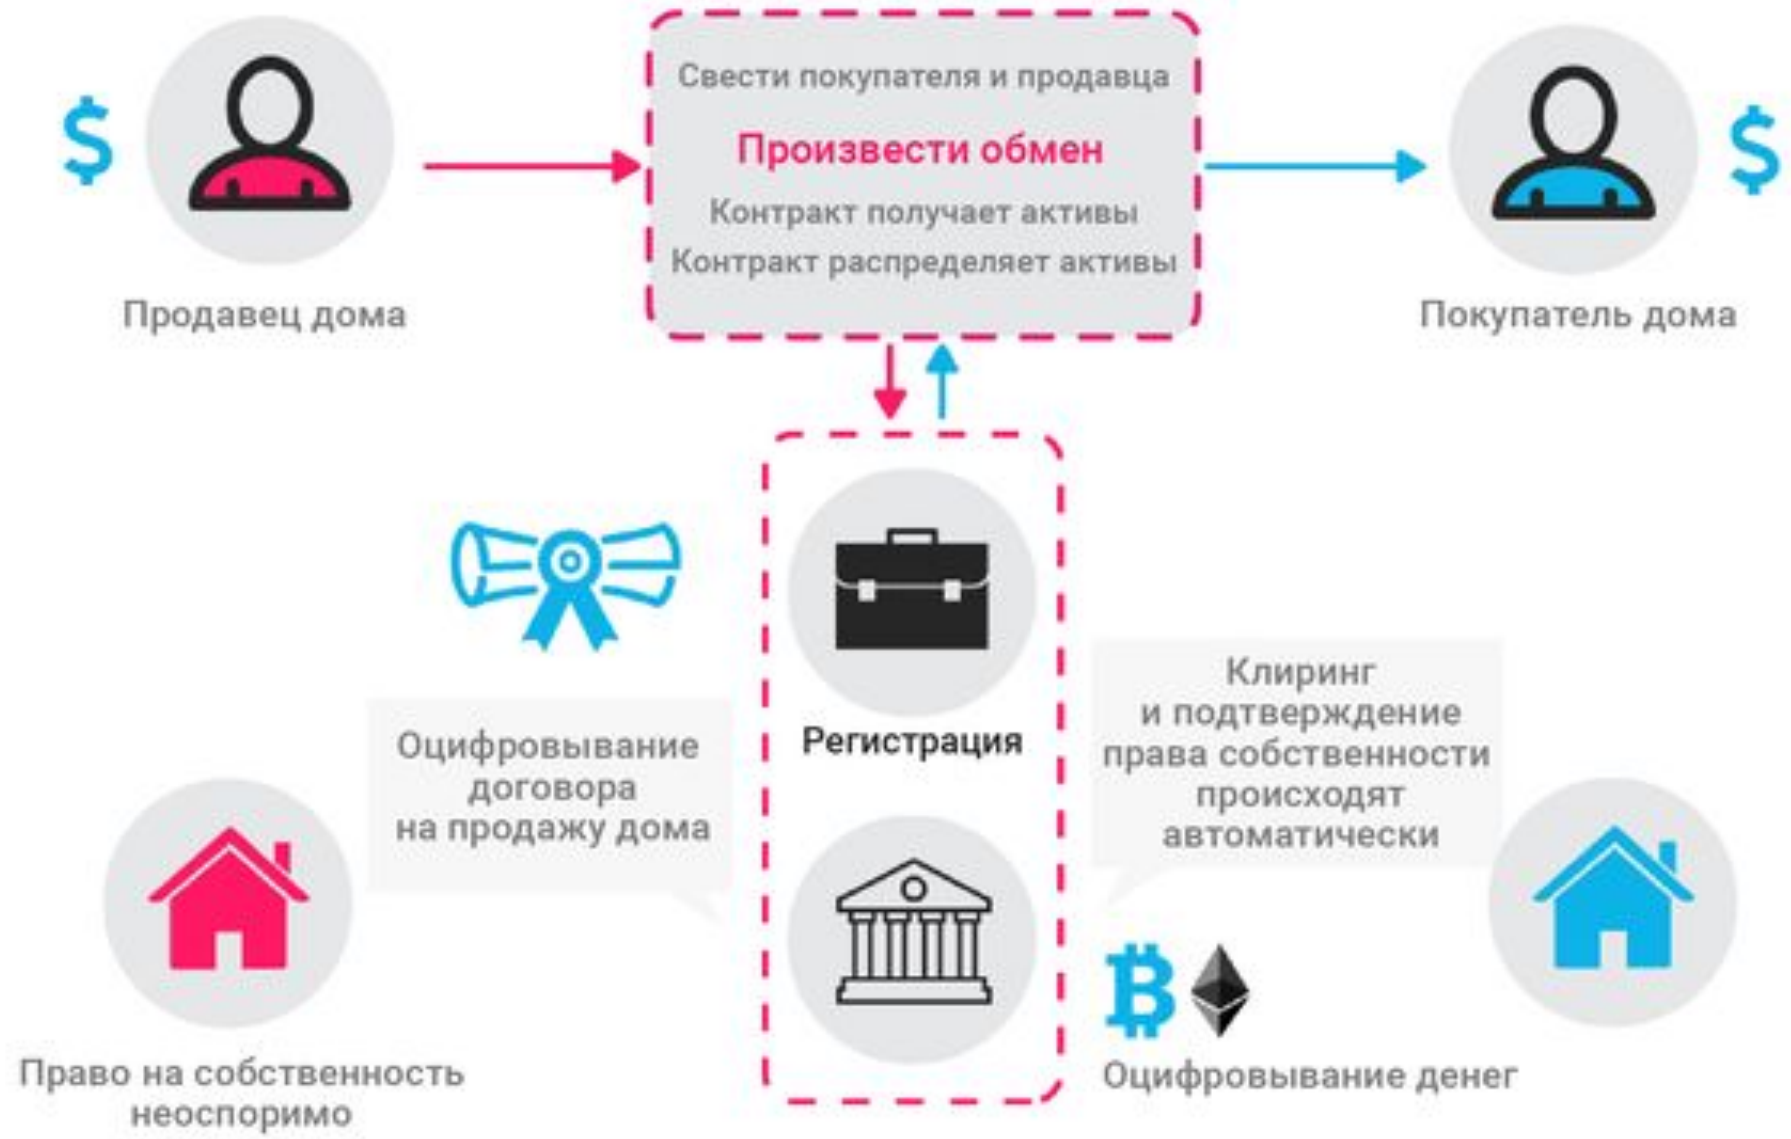 Свести покупателя и продавца
Произвести обмен
Контракт получает активы
Контракт распределяет активы
$
$
Продавец дома
Покупатель дома
Оцифровывание
договора
на продажу дома
Регистрация
Клиринг
и подтверждение
права собственности
происходят
автоматически
Право на собственность
неоспоримо
Оцифровывание денег